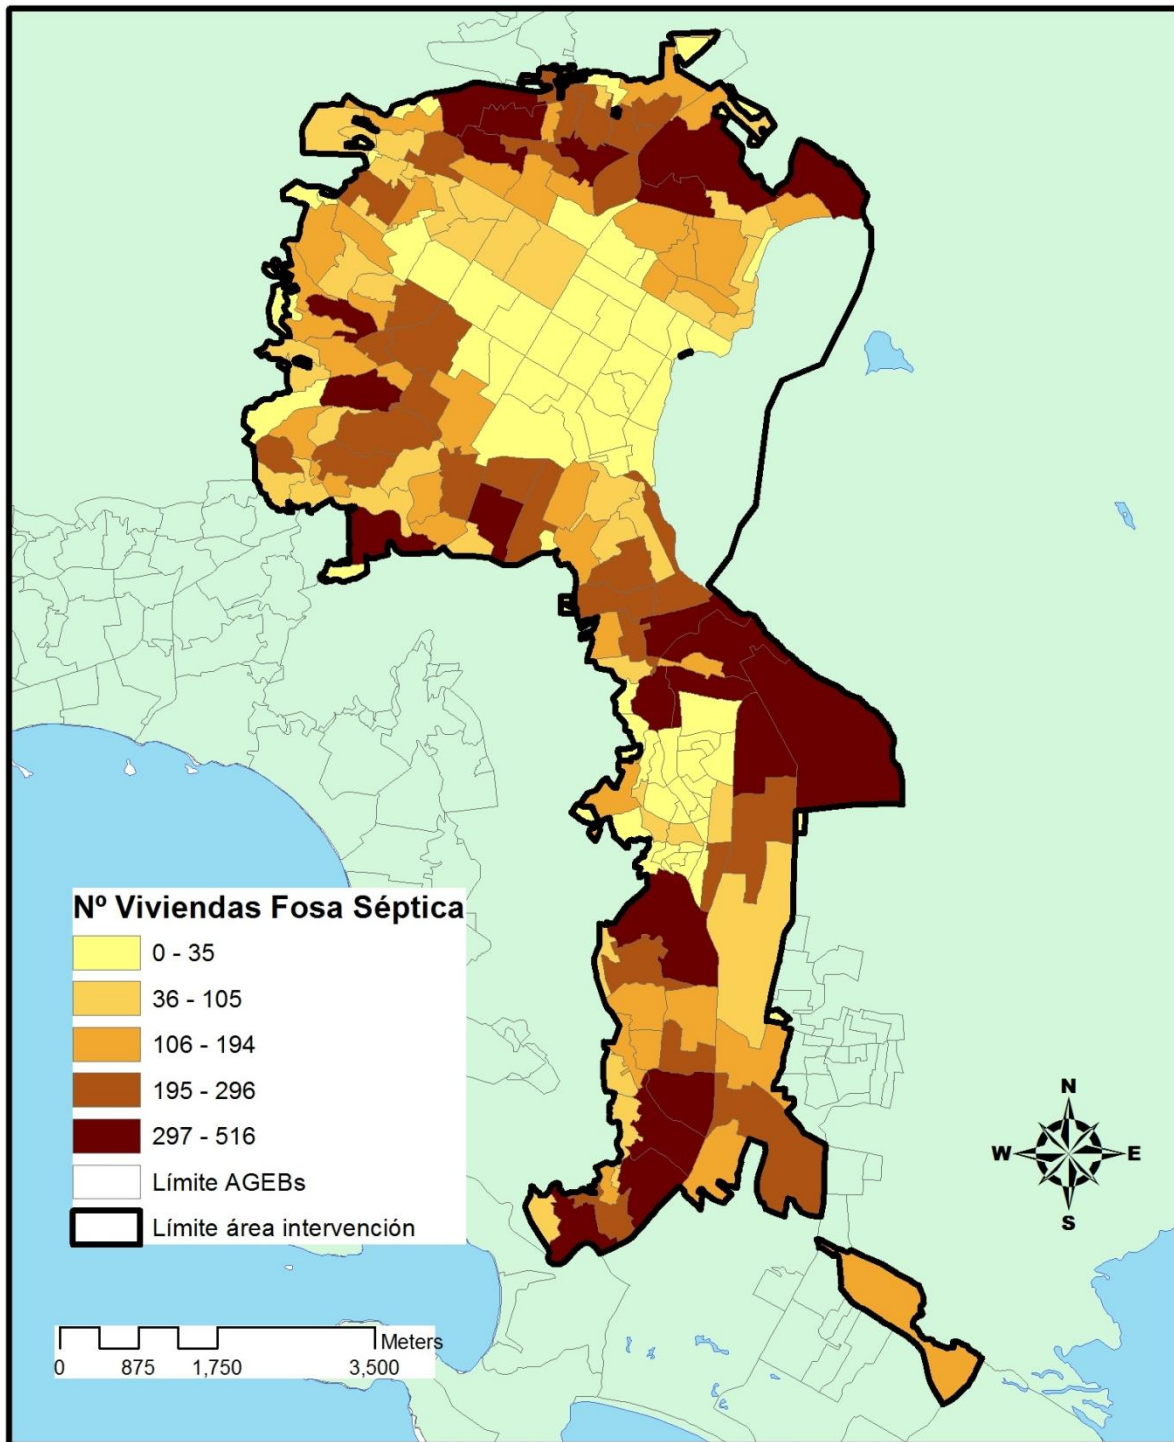 Nº Viviendas Fosa Séptica
0 - 35
36 - 105
106 - 194
195 - 296
297 - 516
Límite AGEBs
Límite área intervención
Meters
0 875 1,750 3,500
N
W E
S